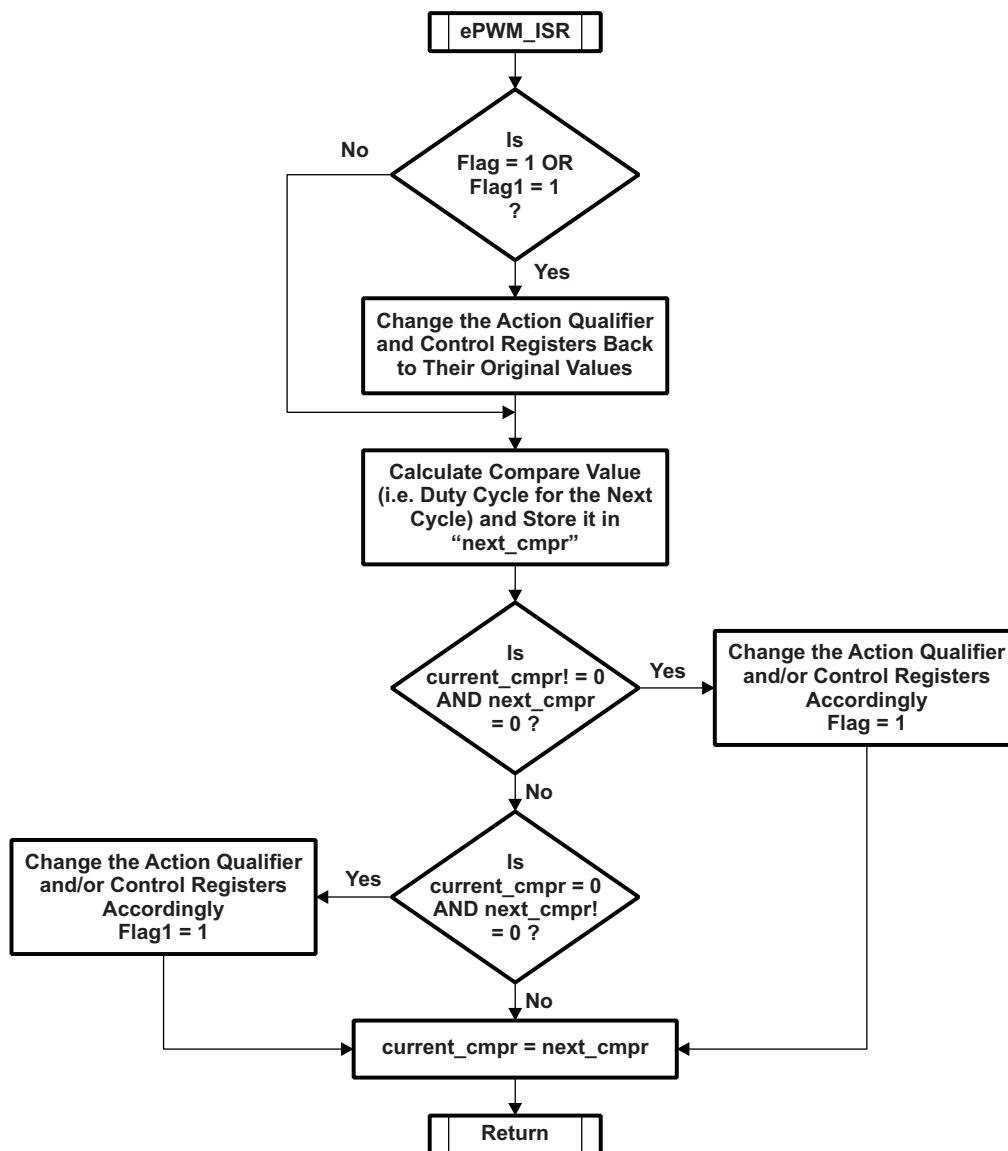 ePWM_ISR
Is
Flag = 1 OR
Flag1 = 1
?
No
Yes
Change the Action Qualifier
and Control Registers Back
to Their Original Values
Calculate Compare Value
(i.e. Duty Cycle for the Next
Cycle) and Store it in
“next_cmpr”
Is
current_cmpr! = 0
AND next_cmpr
= 0 ?
Yes
Change the Action Qualifier
and/or Control Registers
Accordingly
Flag = 1
No
Is
current_cmpr = 0
AND next_cmpr!
= 0 ?
Yes
Change the Action Qualifier
and/or Control Registers
Accordingly
Flag1 = 1
No
current_cmpr = next_cmpr
Return